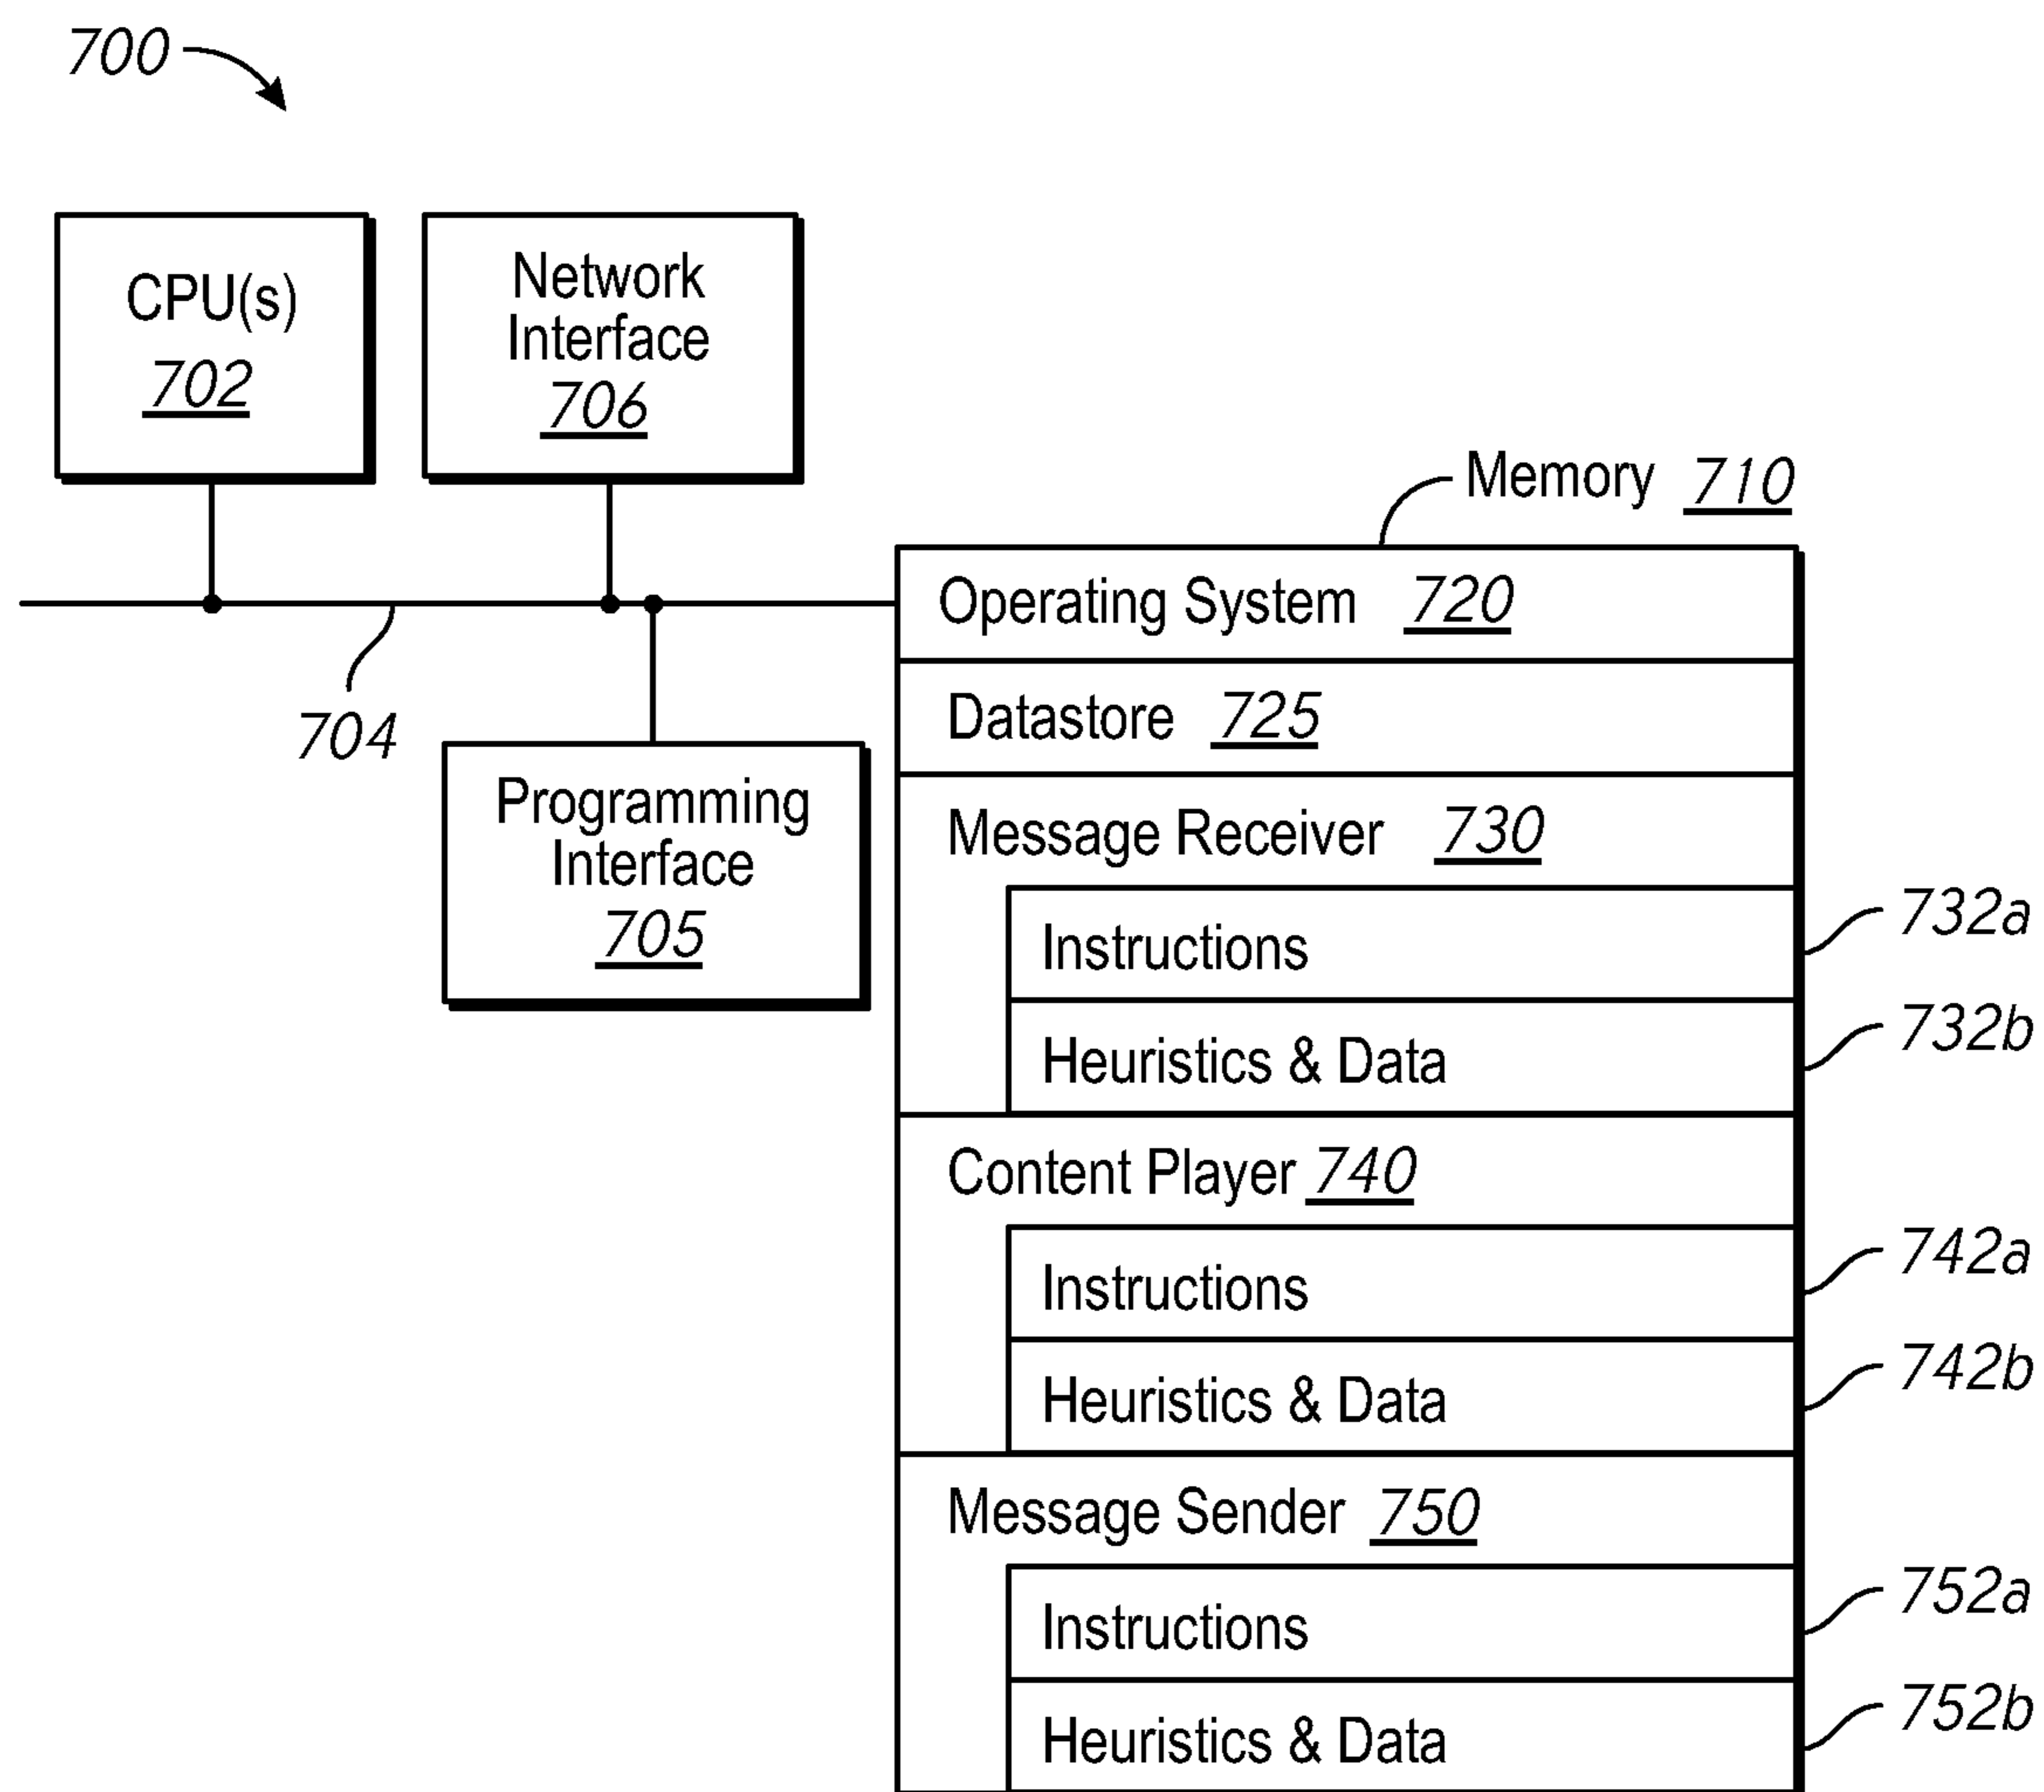 700
CPU(s)
702
Network
Interface
706
Memory 710
Operating System 720
Datastore 725
704
Programming
Interface
705
Message Receiver 730
Instructions
732a
Heuristics & Data
732b
Content Player 740
Instructions
742a
Heuristics & Data
742b
Message Sender 750
Instructions
752a
Heuristics & Data
752b